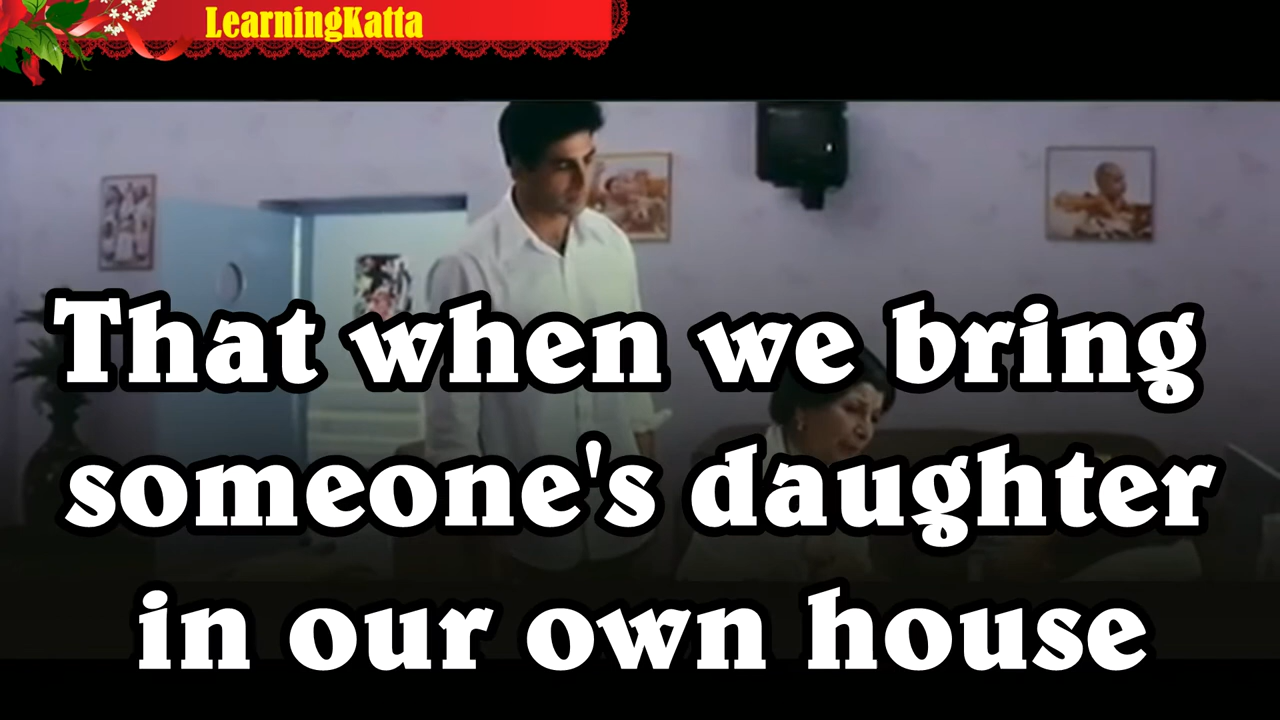 LearningKatta
That when we bring
someone's daughter
in our own house